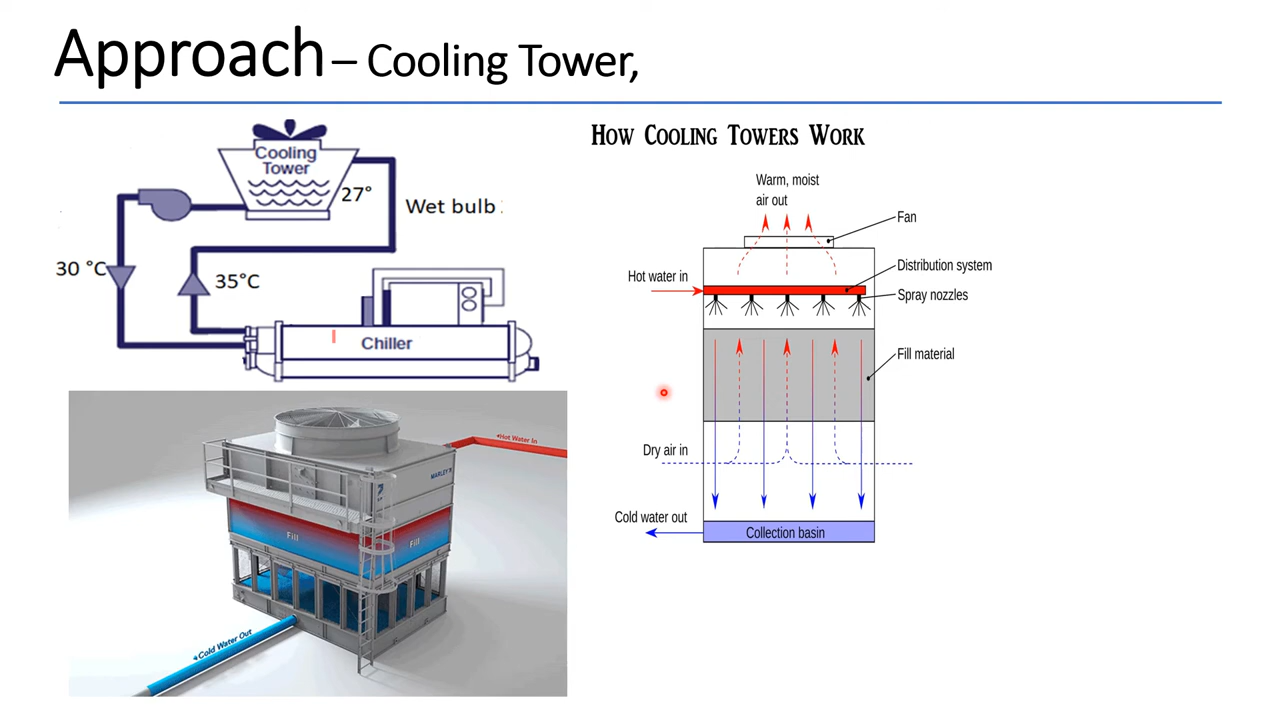 Approach – Cooling Tower,
Cooling
Tower
27°
Wet bulb
30 °C
35°C
Chiller
HOW COOLING TOWERS WORK
Warm, moist
air out
Fan
Hot water in
Distribution system
Spray nozzles
Fill material
Dry air in
Cold water out
Collection basin
Hot Water In
MARLEY
Fill
Fill
Cold Water Out